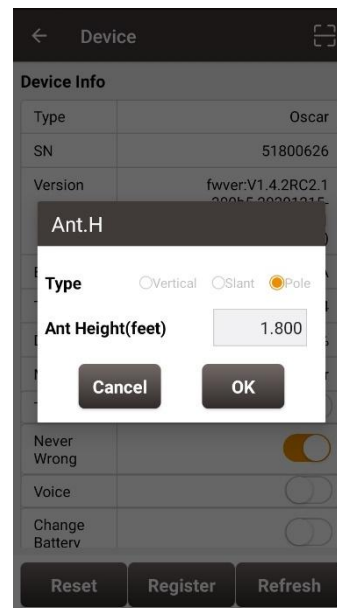 Device
Device Info
Type Oscar
SN 51800626
Version fwver:V1.4.2RC2.1
Ant.H
Type Vertical Slant Pole
Ant Height(feet) 1.800
Cancel OK
Never
Wrong
Voice
Change
Battery
Reset Register Refresh